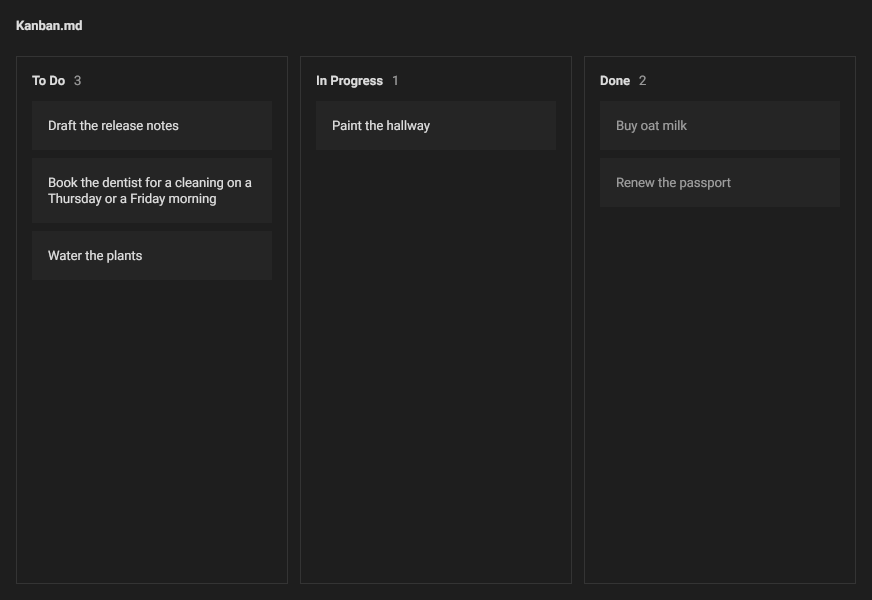 Kanban.md
To Do 3
Draft the release notes
Book the dentist for a cleaning on a
Thursday or a Friday morning
Water the plants
In Progress 1
Paint the hallway
Done 2
Buy oat milk
Renew the passport